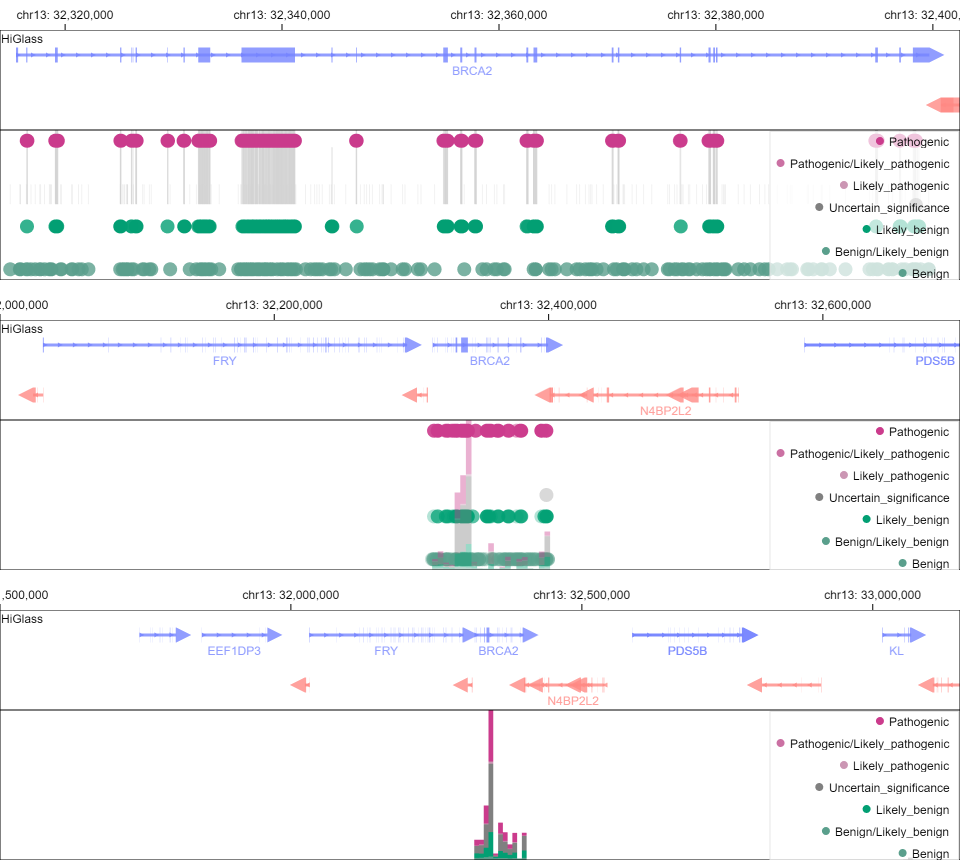 chr13: 32,320,000 chr13: 32,340,000 chr13: 32,360,000 chr13: 32,380,000 chr13: 32,400,
HiGlass
BRCA2
Pathogenic
Pathogenic/Likely_pathogenic
Likely_pathogenic
Uncertain_significance
Likely_benign
Benign/Likely_benign
Benign
2,000,000 chr13: 32,200,000 chr13: 32,400,000 chr13: 32,600,000
HiGlass
FRY BRCA2 PDS5B
N4BP2L2
Pathogenic
Pathogenic/Likely_pathogenic
Likely_pathogenic
Uncertain_significance
Likely_benign
Benign/Likely_benign
Benign
,500,000 chr13: 32,000,000 chr13: 32,500,000 chr13: 33,000,000
HiGlass
EEF1DP3 FRY BRCA2 PDS5B KL
N4BP2L2
Pathogenic
Pathogenic/Likely_pathogenic
Likely_pathogenic
Uncertain_significance
Likely_benign
Benign/Likely_benign
Benign